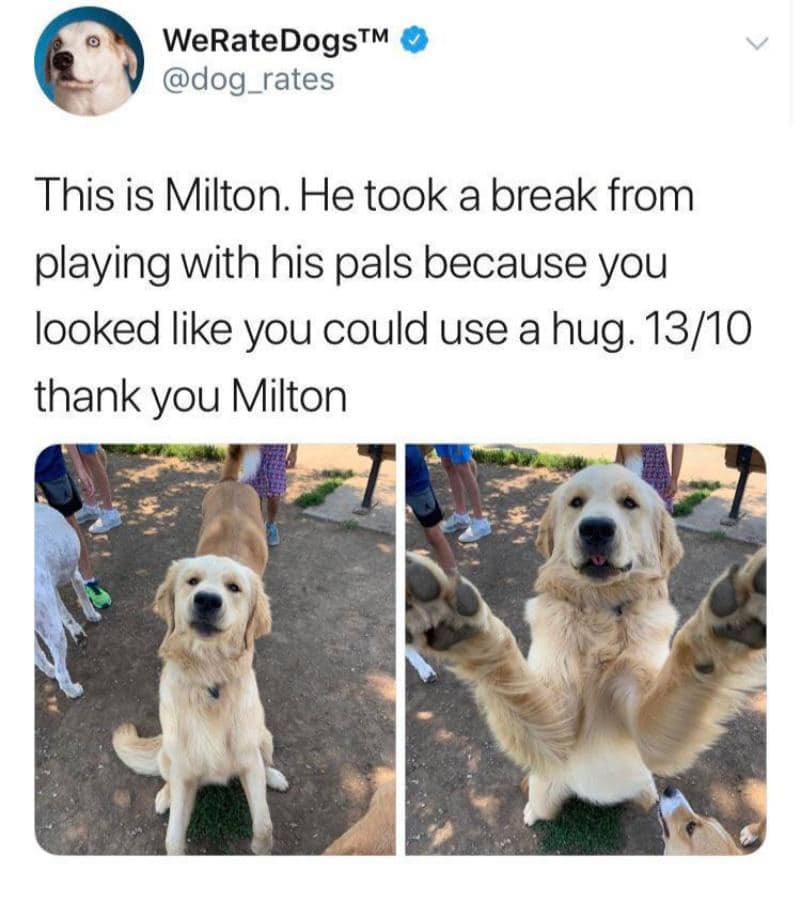 WeRateDogs™
@dog_rates
This is Milton. He took a break from
playing with his pals because you
looked like you could use a hug. 13/10
thank you Milton